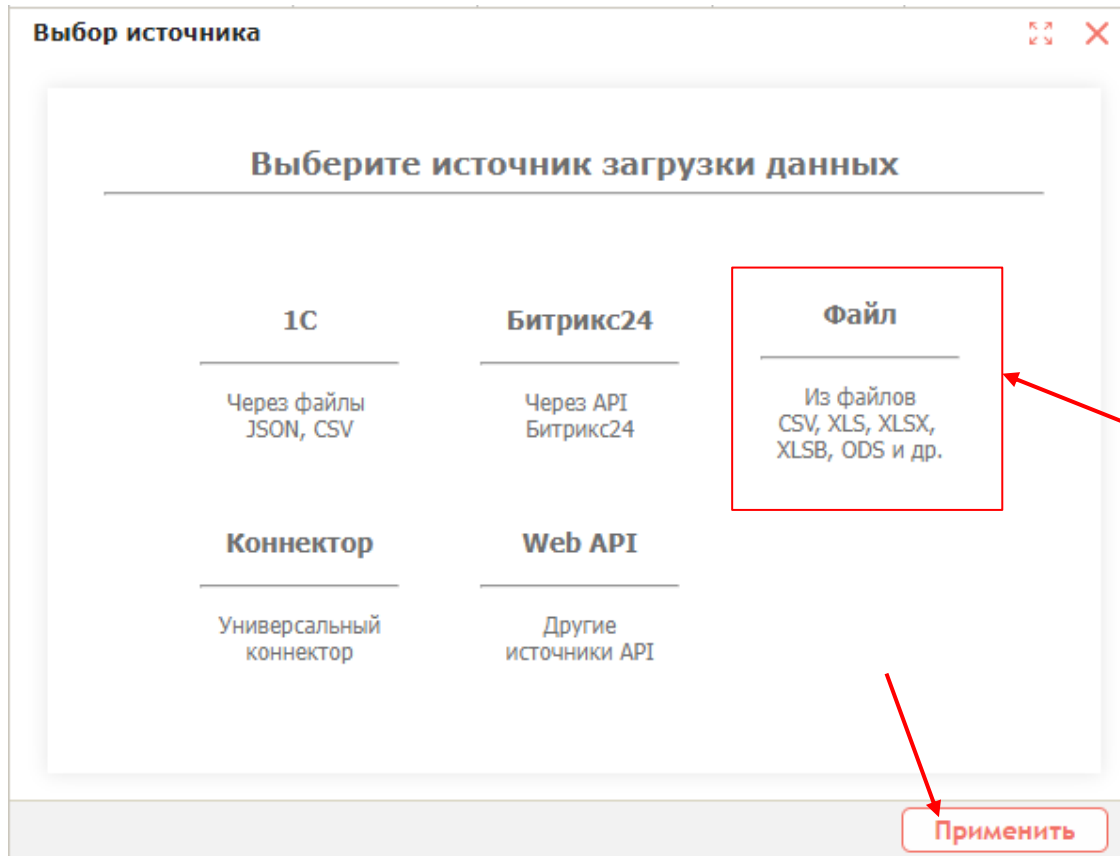 Выбор источника
Выберите источник загрузки данных
1С
Через файлы
JSON, CSV
Битрикс24
Через API
Битрикс24
Файл
Из файлов
CSV, XLS, XLSX,
XLSB, ODS и др.
Коннектор
Универсальный
коннектор
Web API
Другие
источники API
Применить